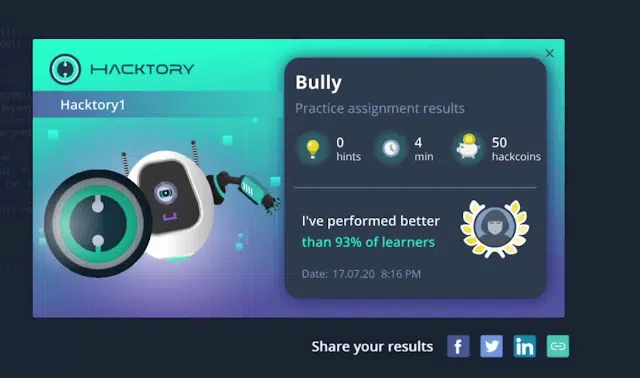 HACKTORY
Hacktory1
Bully
Practice assignment results
0
hints
4
min
50
hackcoins
I've performed better
than 93% of learners
Date: 17.07.20 8:16 PM
Share your results